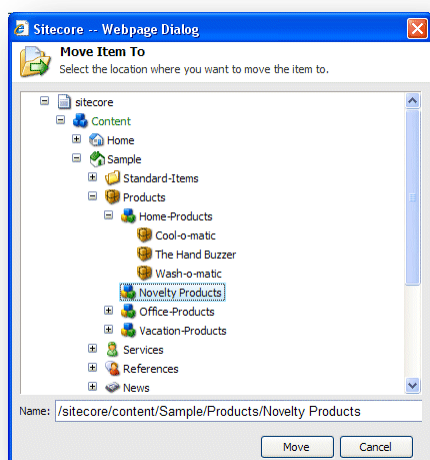 Sitecore -- Webpage Dialog
Move Item To
Select the location where you want to move the item to.
sitecore
Content
Home
Sample
Standard-Items
Products
Home-Products
Cool-o-matic
The Hand Buzzer
Wash-o-matic
Novelty Products
Office-Products
Vacation-Products
Services
References
News
Name: /sitecore/content/Sample/Products/Novelty Products
Move Cancel